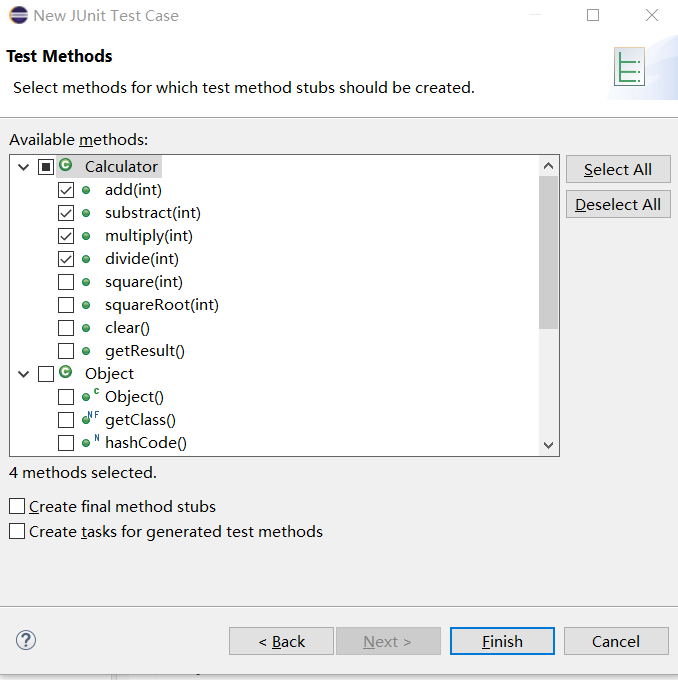 New JUnit Test Case
Test Methods
Select methods for which test method stubs should be created.
Available methods:
Calculator
add(int)
substract(int)
multiply(int)
divide(int)
square(int)
squareRoot(int)
clear()
getResult()
Object
Object()
getClass()
hashCode()
Select All
Deselect All
4 methods selected.
Create final method stubs
Create tasks for generated test methods
< Back
Next >
Finish
Cancel